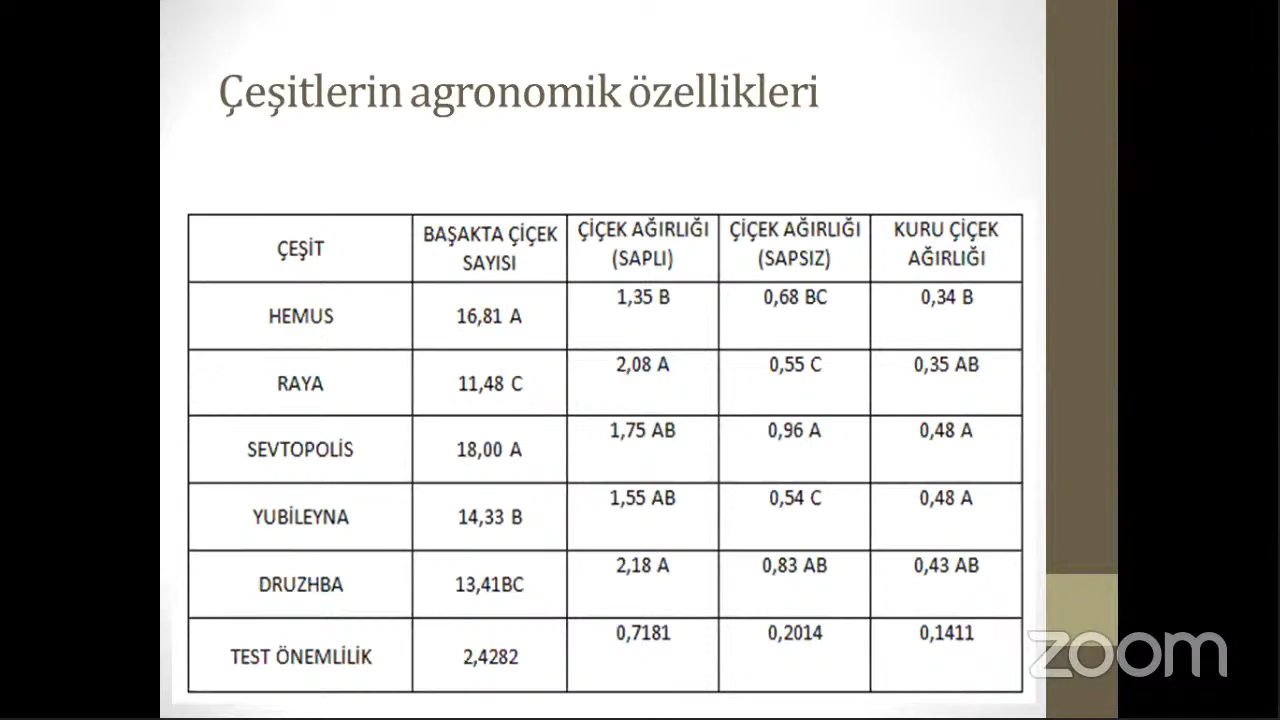 Çeşitlerin agronomik özellikleri
ÇEŞİT
BAŞAKTA ÇİÇEK
SAYISI
ÇİÇEK AĞIRLIĞI
(SAPLI)
ÇİÇEK AĞIRLIĞI
(SAPSIZ)
KURU ÇİÇEK
AĞIRLIĞI
HEMUS 16,81 A 1,35 B 0,68 BC 0,34 B
RAYA 11,48 C 2,08 A 0,55 C 0,35 AB
SEVTOPOLİS 18,00 A 1,75 AB 0,96 A 0,48 A
YUBİLEYNA 14,33 B 1,55 AB 0,54 C 0,48 A
DRUZHBA 13,41BC 2,18 A 0,83 AB 0,43 AB
TEST ÖNEMLİLİK 2,4282 0,7181 0,2014 0,1411
zoom